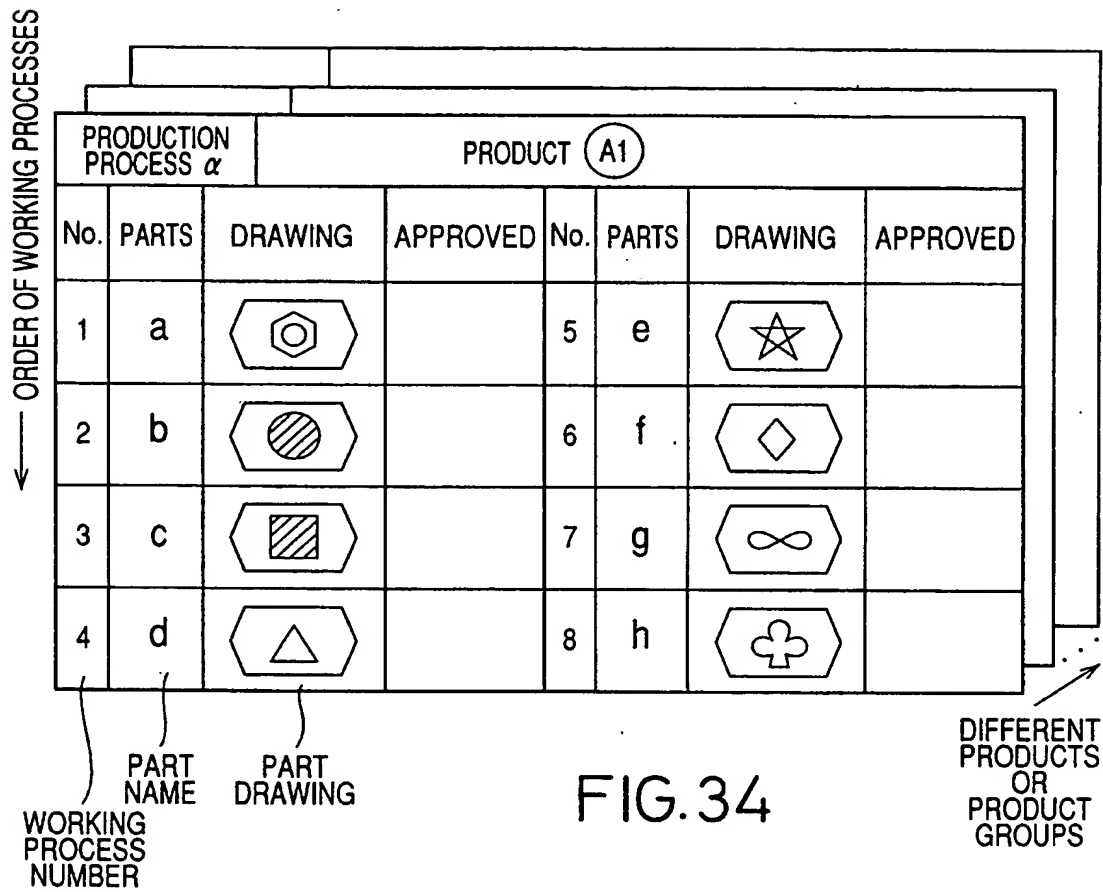 ← ORDER OF WORKING PROCESSES
PRODUCTION
PROCESS α
PRODUCT A1
No. PARTS DRAWING APPROVED No. PARTS DRAWING APPROVED
1 a 5 e
2 b 6 f
3 c 7 g
4 d 8 h
PART
NAME
PART
DRAWING
WORKING
PROCESS
NUMBER
DIFFERENT
PRODUCTS
OR
PRODUCT
GROUPS
FIG.34